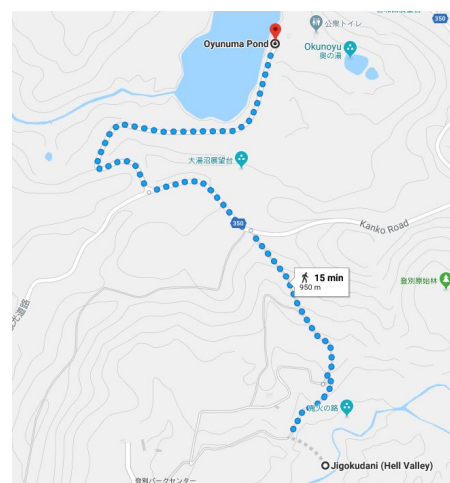 350
公衆トイレ
Oyunuma Pond
Okunoyu
奥の湯
大湯沼展望台
350
Kanko Road
15 min
950 m
登別原始林
火の路
Jigokudani (Hell Valley)
登別パークセンター